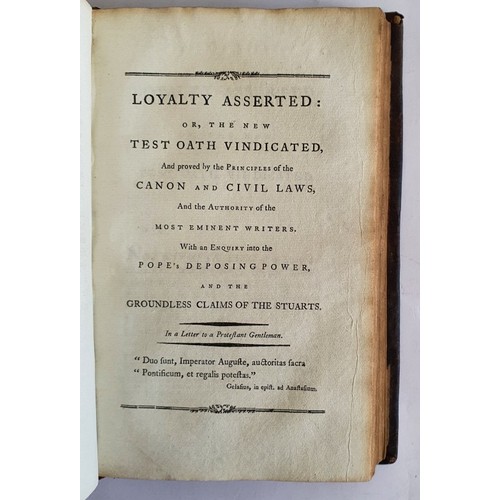 LOYALTY ASSERTED:
OR, THE NEW
TEST OATH VINDICATED,
And proved by the PRINCIPLES of the
CANON AND CIVIL LAWS,
And the AUTHORITY of the
MOST EMINENT WRITERS.
With an ENQUIRY into the
POPE's DEPOSING POWER,
AND THE
GROUNDLESS CLAIMS OF THE STUARTS.
In a Letter to a Protestant Gentleman.
“ Duo sunt, Imperator Auguste, auctoritas sacra
“ Pontificum, et regalis potestas.”
Gelasius, in epist. ad Anastasium.